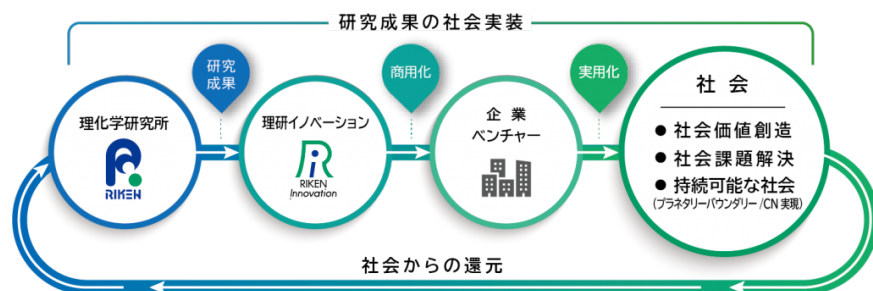 研究成果の社会実装
研究
成果
商用化
実用化
理化学研究所
RIKEN
理研イノベーション
RIKEN
Innovation
企業
ベンチャー
社会
● 社会価値創造
● 社会課題解決
● 持続可能な社会
(プラネタリーバウンダリー/CN実現)
社会からの還元